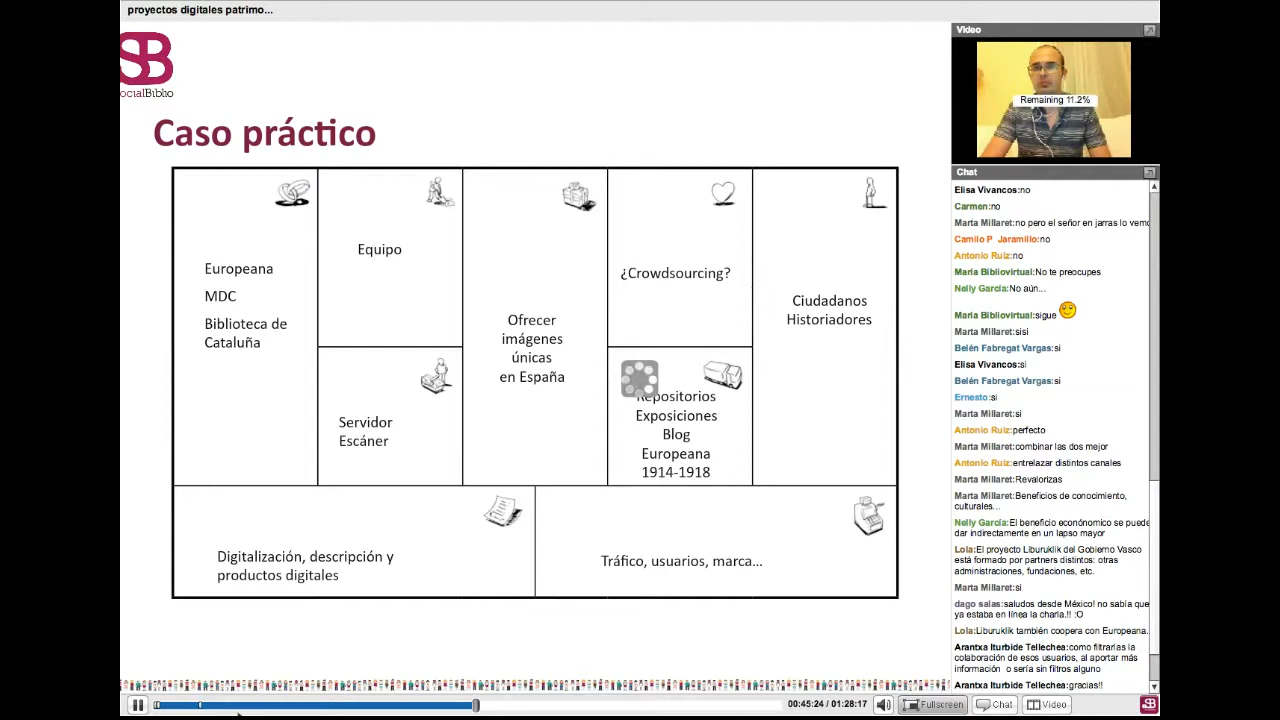 proyectos digitales patrimo...
SB
ocialBiblio
Caso práctico
Europeana
MDC
Biblioteca de
Cataluña
Equipo
Servidor
Escáner
Ofrecer
imágenes
únicas
en España
¿Crowdsourcing?
Repositorios
Exposiciones
Blog
Europeana
1914-1918
Ciudadanos
Historiadores
Digitalización, descripción y
productos digitales
Tráfico, usuarios, marca...
Video
Remaining 11.2%
Chat
Elisa Vivancos:no
Carmen:no
Marta Millaret:no pero el señor en jarras lo vemo
Camilo P Jaramillo:no
Antonio Ruiz:no
María Bibliovirtual:No te preocupes
Nelly García:No aún...
María Bibliovirtual:sigue
Marta Millaret:sisi
Belén Fabregat Vargas:si
Elisa Vivancos:si
Belén Fabregat Vargas:si
Ernesto:si
Marta Millaret:si
Antonio Ruiz:perfecto
Marta Millaret:combinar las dos mejor
Antonio Ruiz:entrelazar distintos canales
Marta Millaret:Revalorizas
Marta Millaret:Beneficios de conocimiento,
culturales...
Nelly García:El beneficio econónomico se puede
dar indirectamente en un lapso mayor
Lola:El proyecto Liburuklik del Gobierno Vasco
está formado por partners distintos: otras
administraciones, fundaciones, etc.
Marta Millaret:si
dago salas:saludos desde México! no sabía que
ya estaba en línea la charla.!! :O
Lola:Liburuklik también coopera con Europeana.
Arantxa Iturbide Tellechea:como filtrarías la
colaboración de esos usuarios, al aportar más
información o sería sin filtros alguno
Arantxa Iturbide Tellechea:gracias!!
00:45:24 / 01:28:17
Fullscreen
Chat
Video
SB